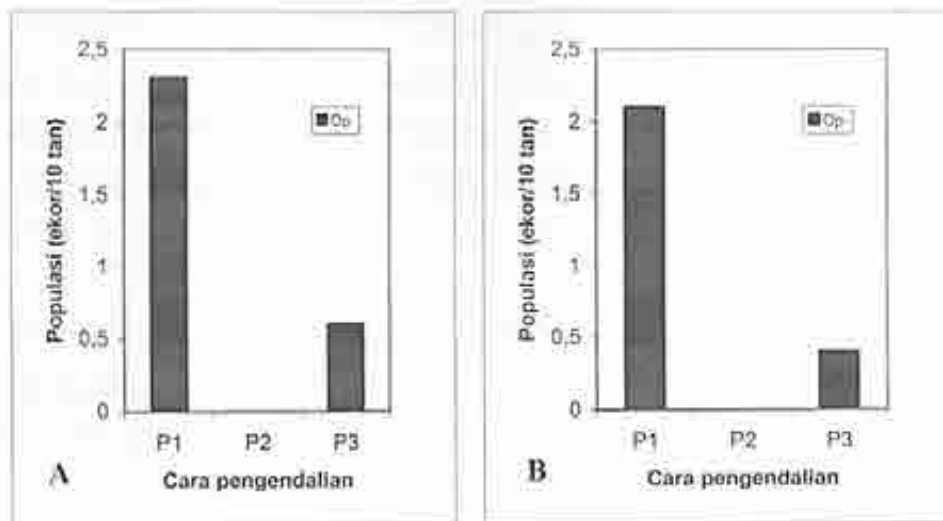 2,5
2
1,5
1
0,5
0
Populasi (ekor/10 tan)
Op
P1 P2 P3
Cara pengendalian
A
2,5
2
1,5
1
0,5
0
Populasi (ekor/10 tan)
Op
P1 P2 P3
Cara pengendalian
B